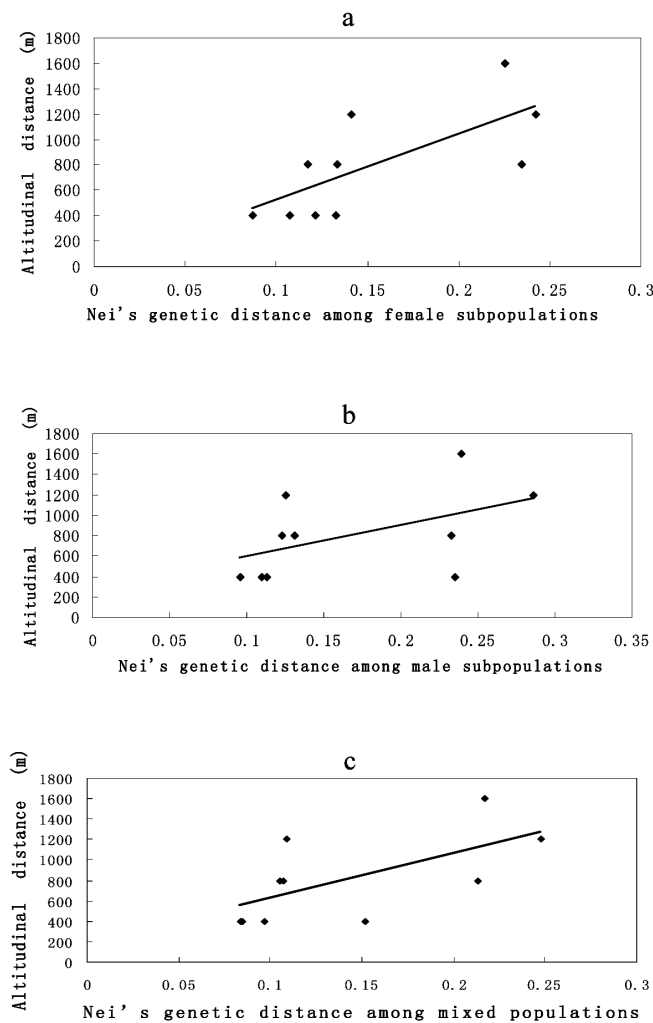 a
Altitudinal distance (m)
1800
1600
1400
1200
1000
800
600
400
200
0
0 0.05 0.1 0.15 0.2 0.25 0.3
Nei's genetic distance among female subpopulations
b
Altitudinal distance (m)
1800
1600
1400
1200
1000
800
600
400
200
0
0 0.05 0.1 0.15 0.2 0.25 0.3 0.35
Nei's genetic distance among male subpopulations
c
Altitudinal distance (m)
1800
1600
1400
1200
1000
800
600
400
200
0
0 0.05 0.1 0.15 0.2 0.25 0.3
Nei's genetic distance among mixed populations